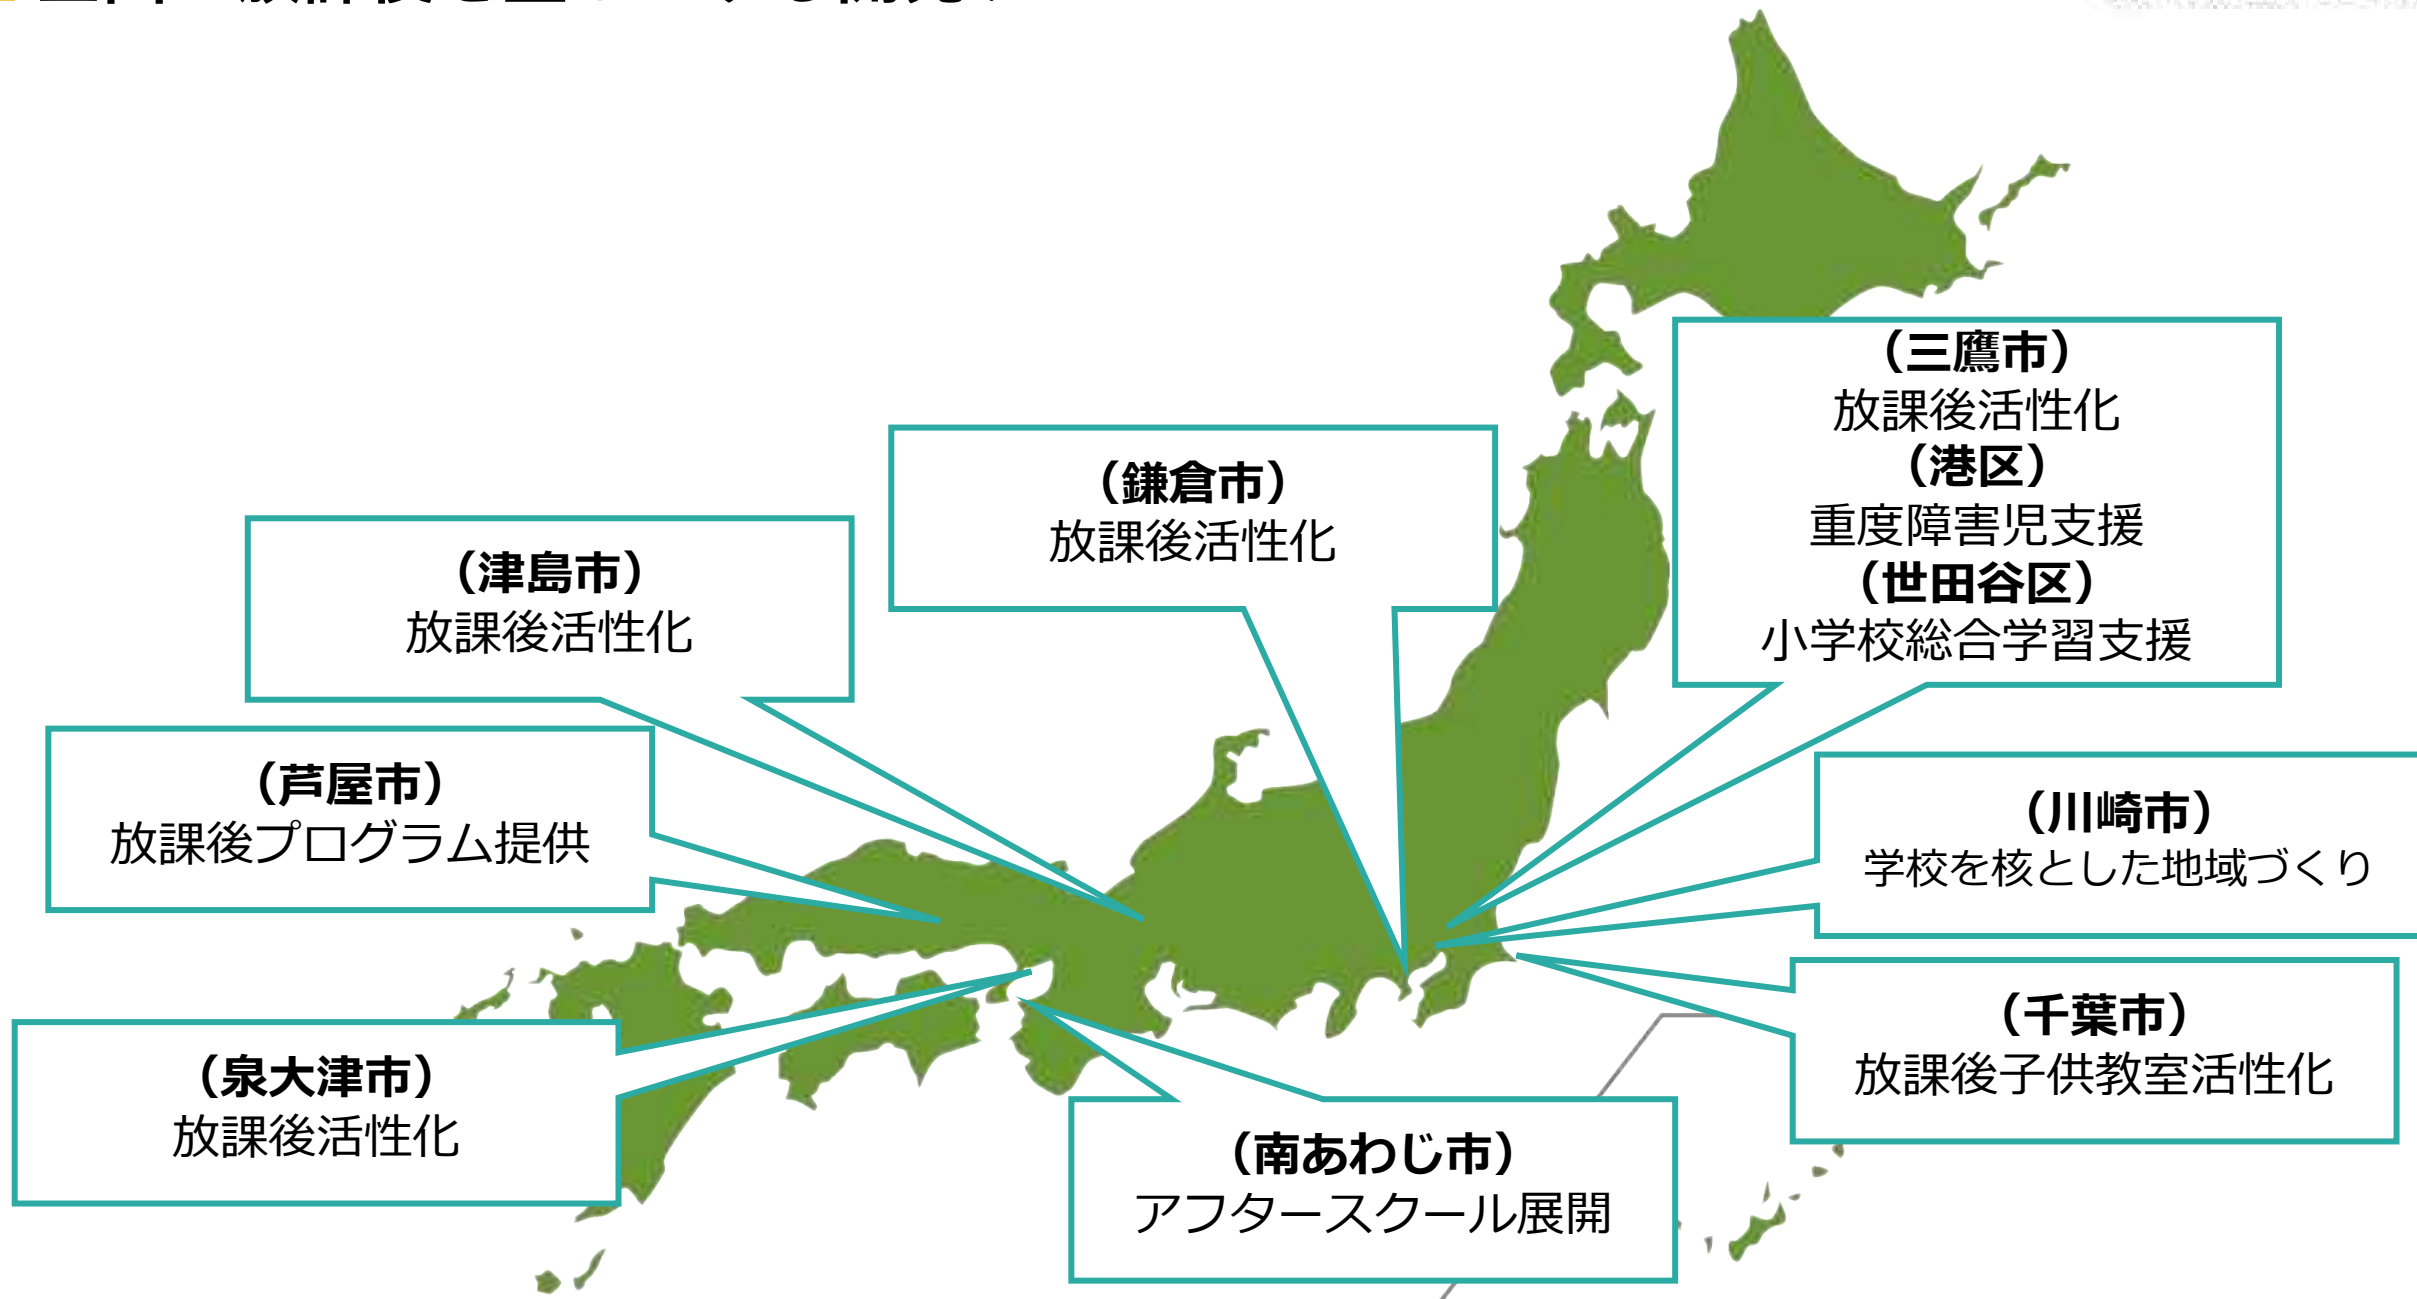 （三鷹市）
放課後活性化
（港区）
重度障害児支援
（世田谷区）
小学校総合学習支援
（鎌倉市）
放課後活性化
（津島市）
放課後活性化
（芦屋市）
放課後プログラム提供
（川崎市）
学校を核とした地域づくり
（千葉市）
放課後子供教室活性化
（泉大津市）
放課後活性化
（南あわじ市）
アフタースクール展開